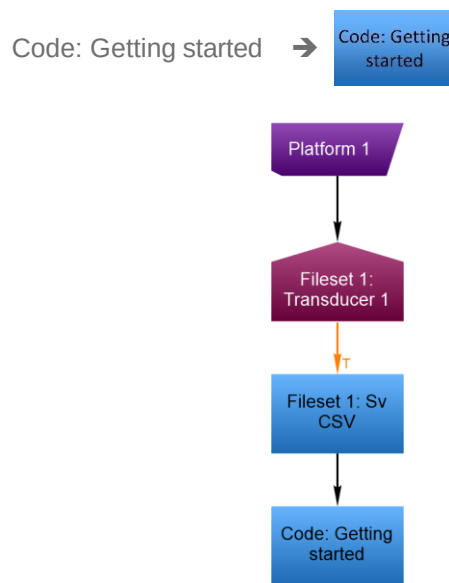 Code: Getting started ➔ Code: Getting
started
Platform 1
Fileset 1:
Transducer 1
T
Fileset 1: Sv
CSV
Code: Getting
started